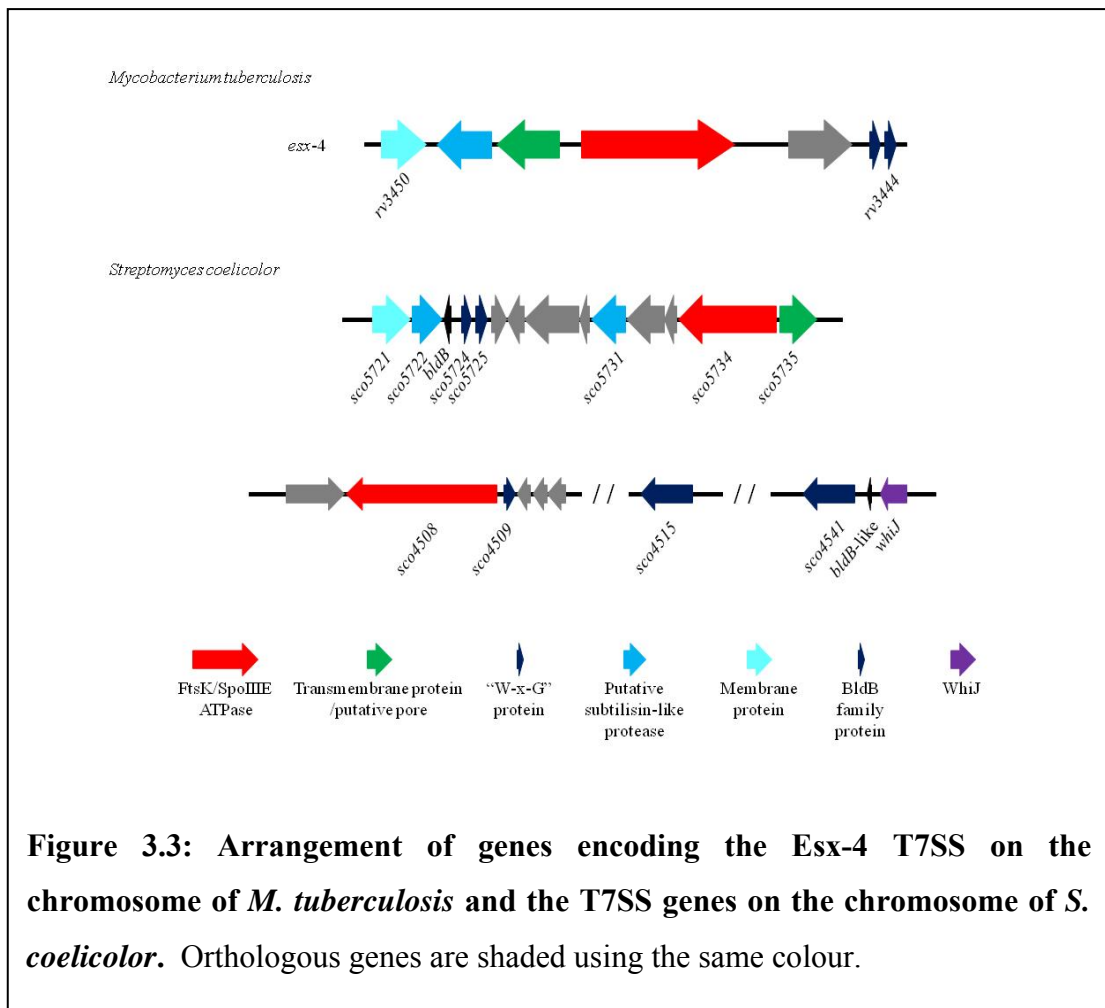 Mycobacterium tuberculosis
esx-4
rv3450
rv3444
Streptomyces coelicolor
sco5721
sco5722
bldB
sco5724
sco5725
sco5731
sco5734
sco5735
// //
sco4508
sco4509
sco4515
sco4541
bldB-like
whiJ
FtsK/SpoIIIE
ATPase
Transmembrane protein
/putative pore
“W-x-G”
protein
Putative
subtilisin-like
protease
Membrane
protein
BldB
family
protein
WhiJ
Figure 3.3: Arrangement of genes encoding the Esx-4 T7SS on the
chromosome of M. tuberculosis and the T7SS genes on the chromosome of S.
coelicolor. Orthologous genes are shaded using the same colour.